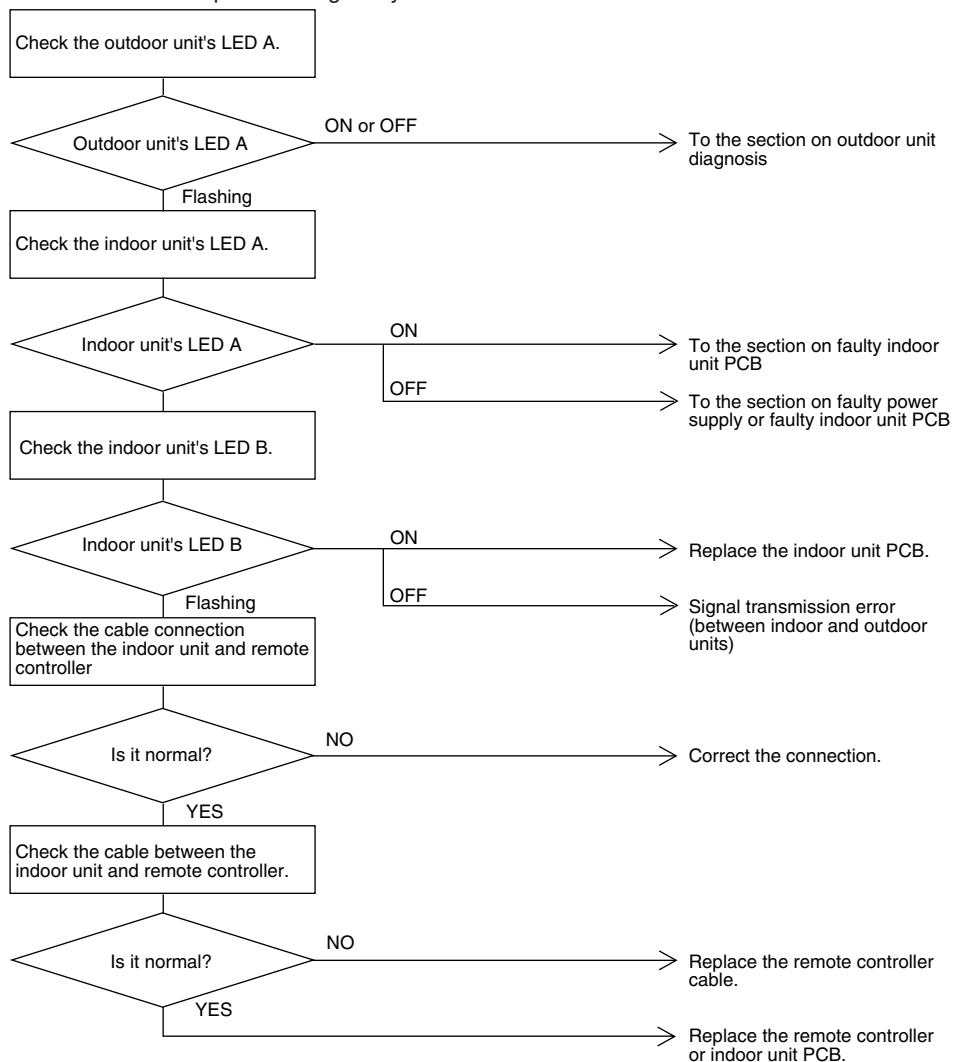 Check the outdoor unit's LED A.
Outdoor unit's LED A
ON or OFF
To the section on outdoor unit
diagnosis
Flashing
Check the indoor unit's LED A.
Indoor unit's LED A
ON
To the section on faulty indoor
unit PCB
OFF
To the section on faulty power
supply or faulty indoor unit PCB
Check the indoor unit's LED B.
Indoor unit's LED B
ON
Replace the indoor unit PCB.
OFF
Signal transmission error
(between indoor and outdoor
units)
Flashing
Check the cable connection
between the indoor unit and remote
controller
Is it normal?
NO
Correct the connection.
YES
Check the cable between the
indoor unit and remote controller.
Is it normal?
NO
Replace the remote controller
cable.
YES
Replace the remote controller
or indoor unit PCB.